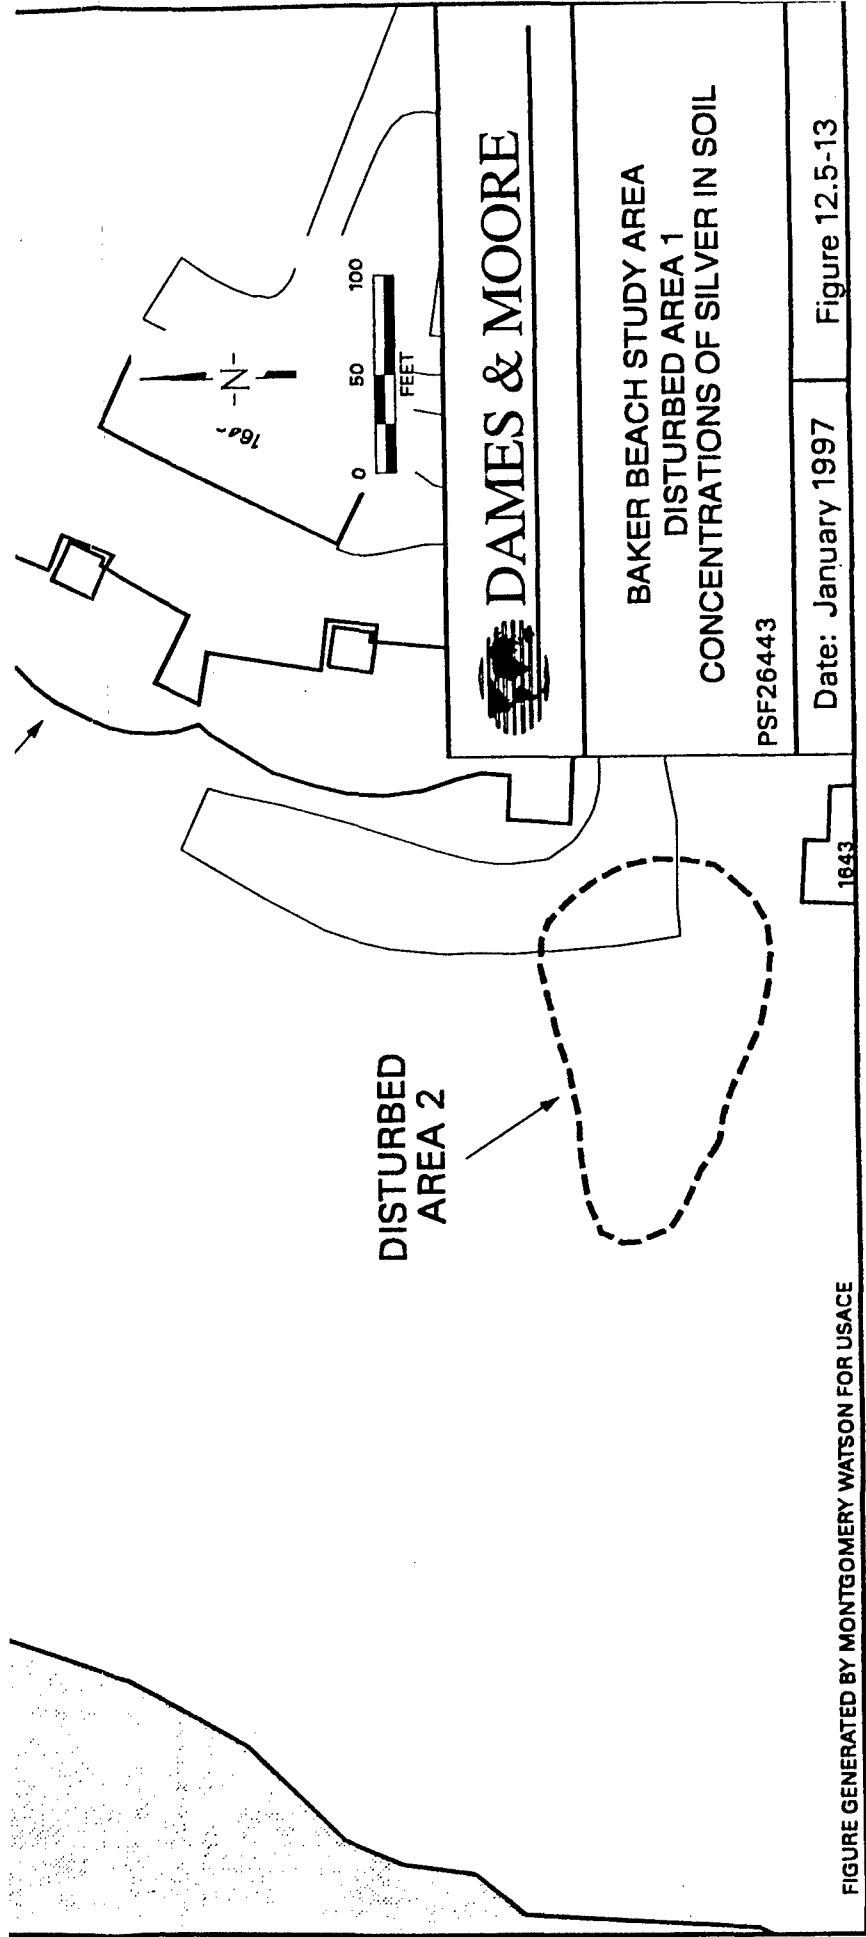 DISTURBED
AREA 2
-N-
0 50 100
FEET
DAMES & MOORE
BAKER BEACH STUDY AREA
DISTURBED AREA 1
CONCENTRATIONS OF SILVER IN SOIL
PSF26443
Date: January 1997
Figure 12.5-13
1643
FIGURE GENERATED BY MONTGOMERY WATSON FOR USACE